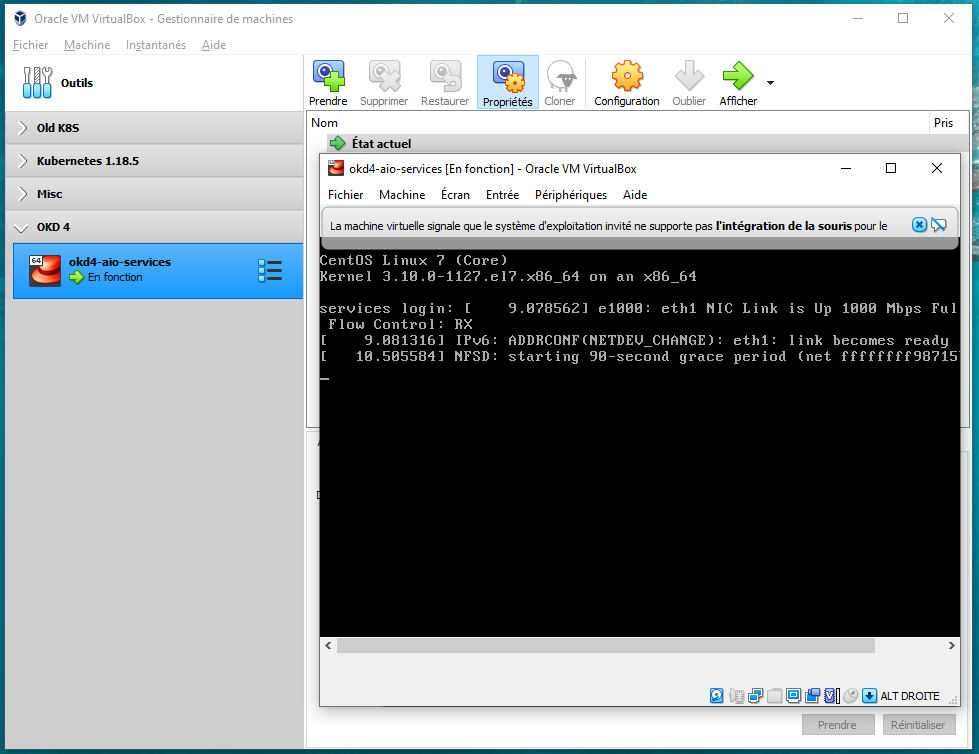 Oracle VM VirtualBox - Gestionnaire de machines
Fichier Machine Instantanés Aide
Outils
Prendre Supprimer Restaurer Propriétés Cloner Configuration Oublier Afficher
Old K8S
Kubernetes 1.18.5
Misc
OKD 4
64
okd4-aio-services
En fonction
Nom Pris
État actuel
okd4-aio-services [En fonction] - Oracle VM VirtualBox
Fichier Machine Écran Entrée Périphériques Aide
La machine virtuelle signale que le système d'exploitation invité ne supporte pas l'intégration de la souris pour le
CentOS Linux 7 (Core)
Kernel 3.10.0-1127.el7.x86_64 on an x86_64
services login: [    9.078562] e1000: eth1 NIC Link is Up 1000 Mbps Ful
Flow Control: RX
[    9.081316] IPv6: ADDRCONF(NETDEV_CHANGE): eth1: link becomes ready
[   10.505584] NFSD: starting 90-second grace period (net ffffffff98715
ALT DROITE
Prendre Réinitialiser